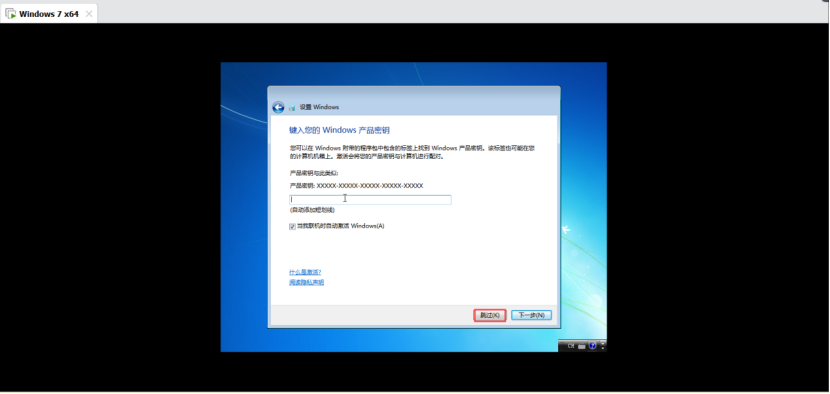 Windows 7 x64
设置 Windows
键入您的 Windows 产品密钥
您可以在 Windows 附带的程序包中包含的标签上找到 Windows 产品密钥。该标签也可能在您
的计算机机箱上。激活会将您的产品密钥与计算机进行配对。
产品密钥与此类似:
产品密钥: XXXXX-XXXXX-XXXXX-XXXXX-XXXXX
(自动添加短划线)
当我联机时自动激活 Windows(A)
什么是激活?
阅读隐私声明
跳过(K)
下一步(N)
CH